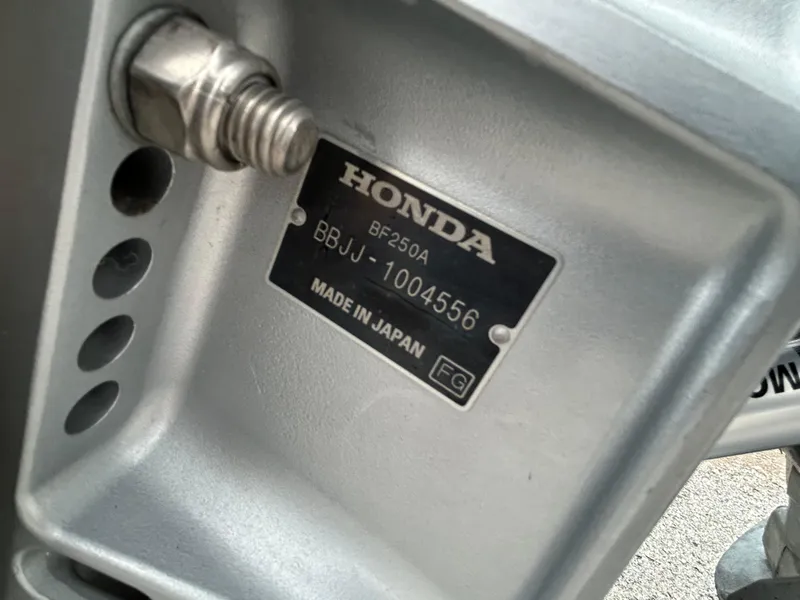 HONDA
BF250A
BBJJ-1004556
MADE IN JAPAN
FG